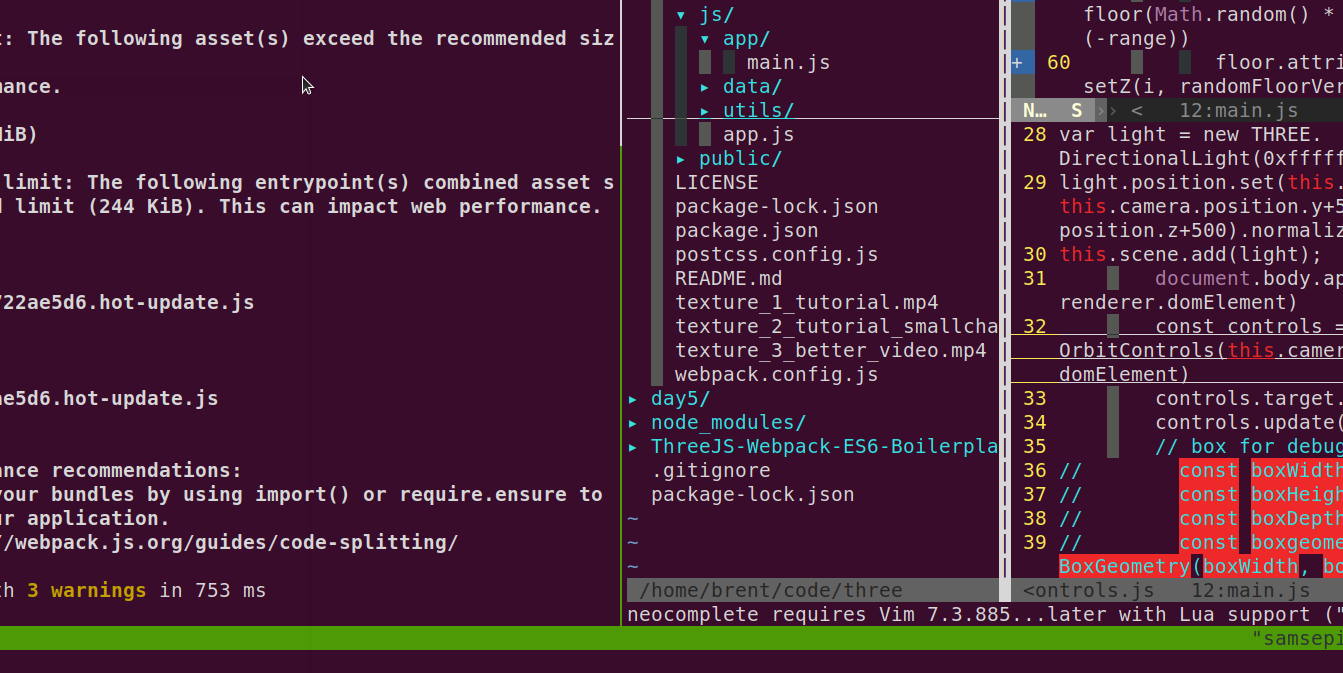 : The following asset(s) exceed the recommended siz
ance.
iB)
limit: The following entrypoint(s) combined asset s
limit (244 KiB). This can impact web performance.
22ae5d6.hot-update.js
e5d6.hot-update.js
ance recommendations:
your bundles by using import() or require.ensure to
r application.
//webpack.js.org/guides/code-splitting/
th 3 warnings in 753 ms
▾ js/
▾ app/
main.js
▸ data/
▸ utils/
app.js
▸ public/
LICENSE
package-lock.json
package.json
postcss.config.js
README.md
texture_1_tutorial.mp4
texture_2_tutorial_smallcha
texture_3_better_video.mp4
webpack.config.js
▸ day5/
▸ node_modules/
▸ ThreeJS-Webpack-ES6-Boilerpla
.gitignore
package-lock.json
~
~
~
/home/brent/code/three
floor(Math.random() *
(-range))
+ 60 floor.attri
setZ(i, randomFloorVer
N… S < 12:main.js
28 var light = new THREE.
DirectionalLight(0xfffff
29 light.position.set(this.
this.camera.position.y+5
position.z+500).normaliz
30 this.scene.add(light);
31 document.body.ap
renderer.domElement)
32 const controls =
OrbitControls(this.camer
domElement)
33 controls.target.
34 controls.update(
35 // box for debug
36 // const boxWidth
37 // const boxHeigh
38 // const boxDepth
39 // const boxgeome
BoxGeometry(boxWidth, bo
<ontrols.js 12:main.js
neocomplete requires Vim 7.3.885...later with Lua support ("
"samsepi